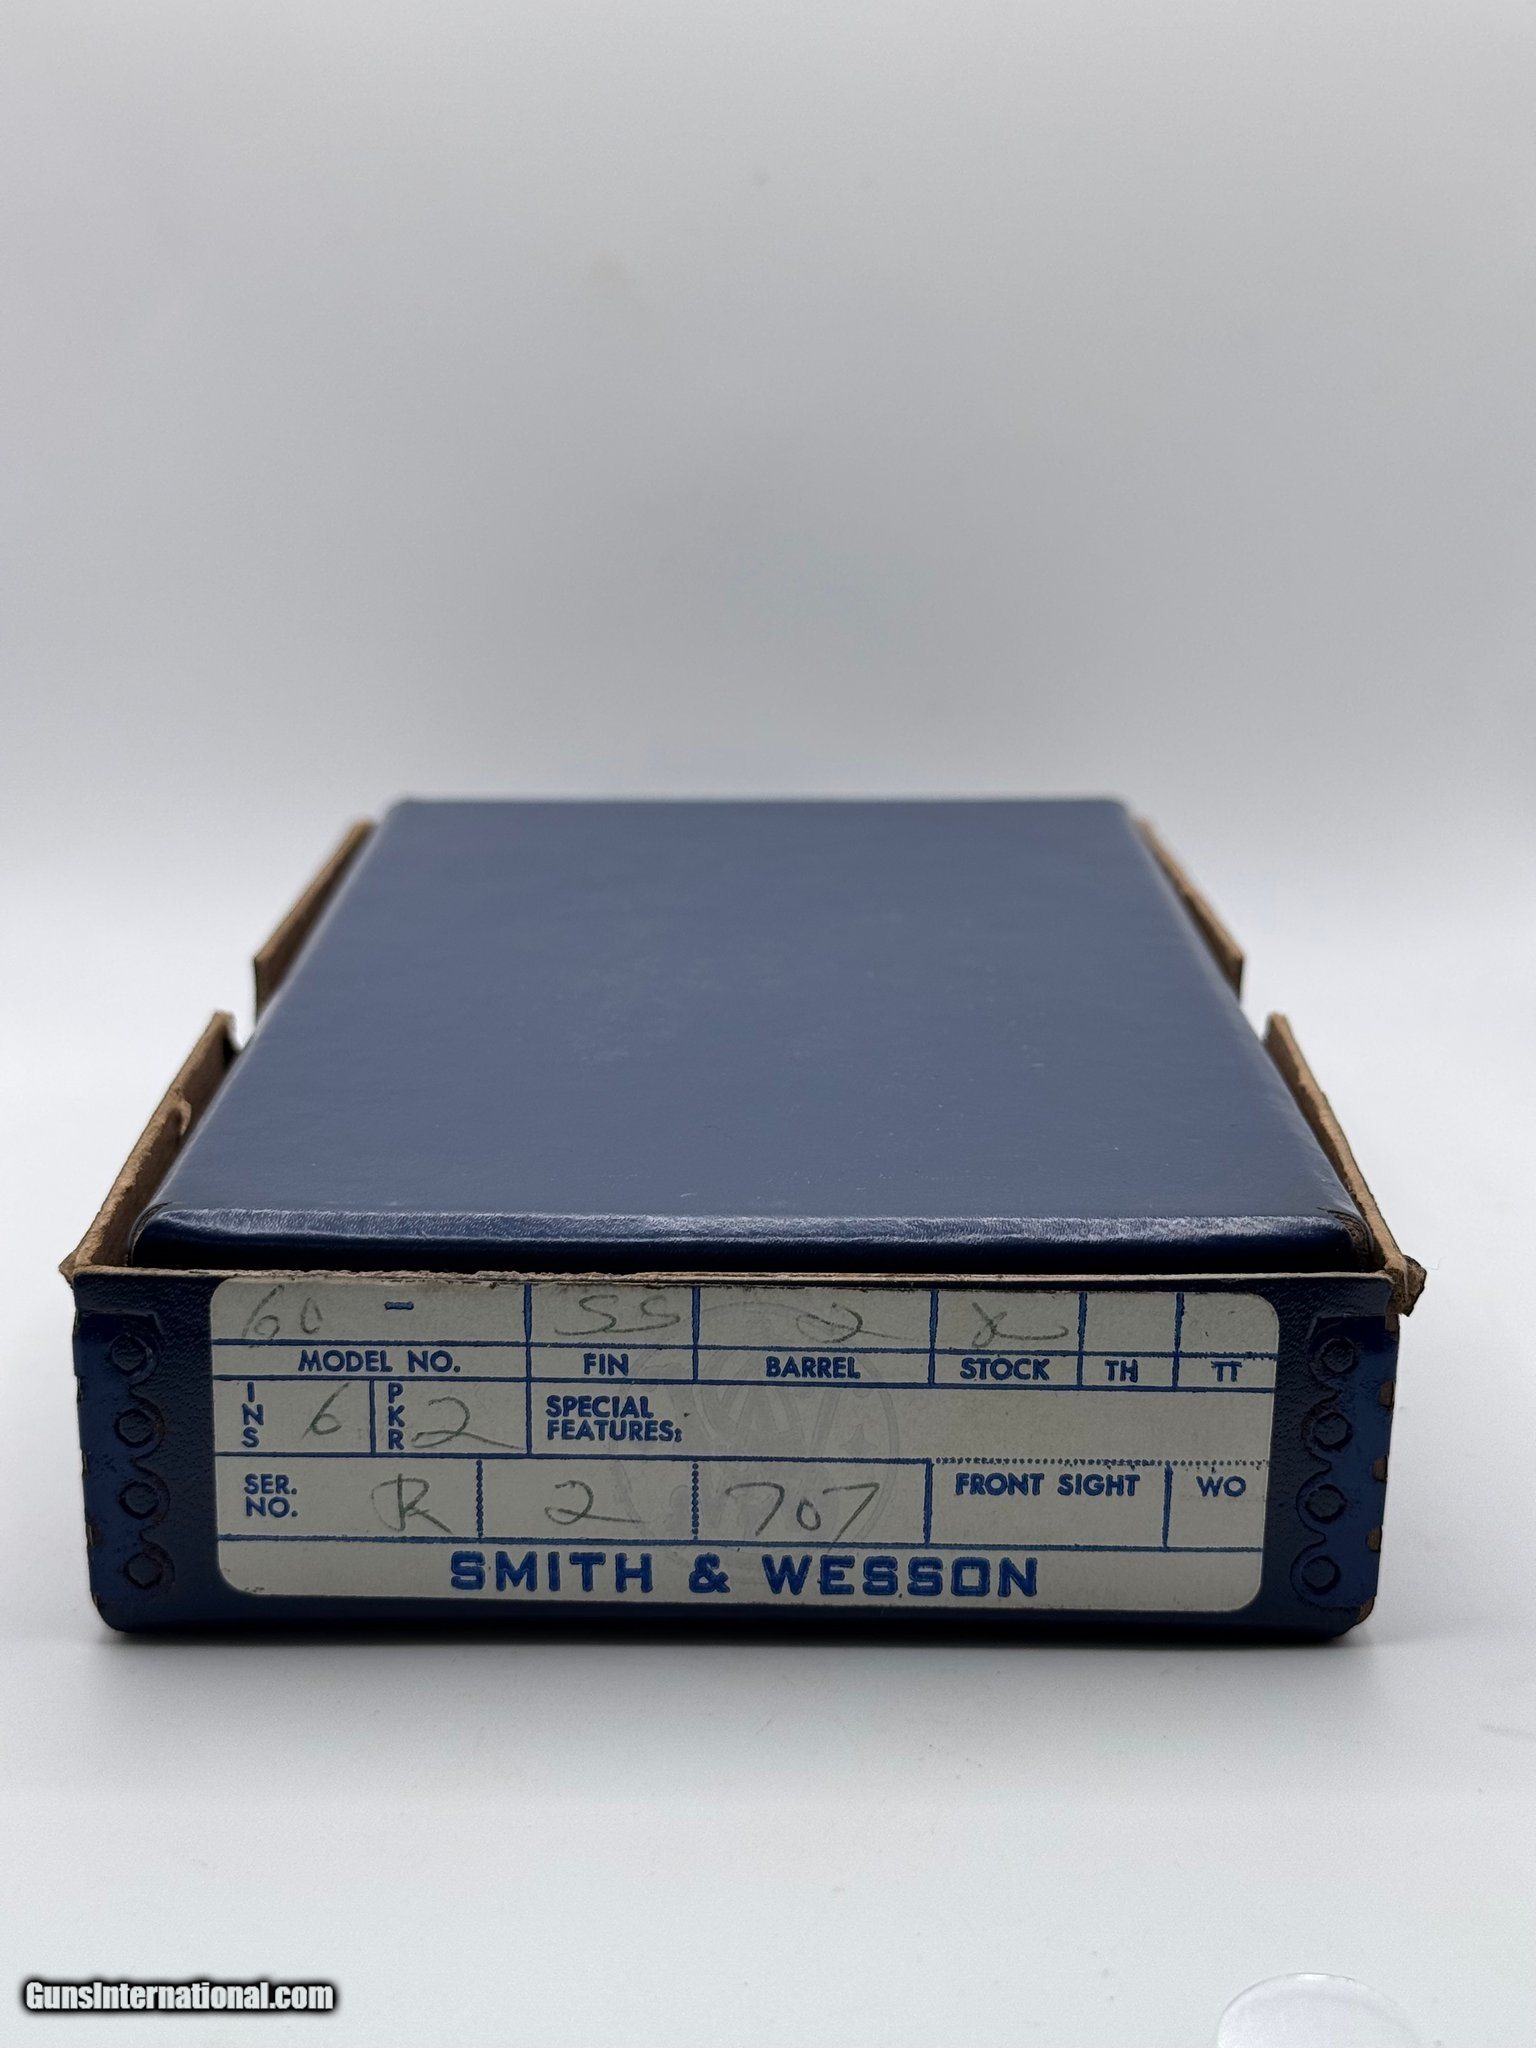 60 - SS 2 X
MODEL NO. FIN BARREL STOCK TH TT
INS 6 PKR 2 SPECIAL FEATURES:
SER. NO. R 2 707 FRONT SIGHT WO
SMITH & WESSON
GunsInternational.com